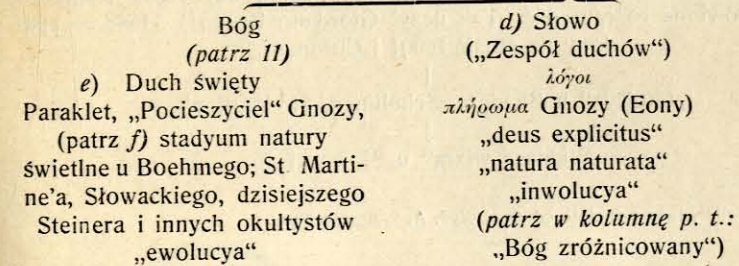 Bóg
(patrz 11)
e) Duch święty
Paraklet, „Pocieszyciel“ Gnozy,
(patrz f) stadyum natury
świetlne u Boehmego; St. Marti-
ne'a, Słowackiego, dzisiejszego
Steinera i innych okultystów
„ewolucya“
d) Słowo
(„Zespół duchów“)
λόγοι
πλήρωμα Gnozy (Eony)
„deus explicitus“
„natura naturata“
„inwolucya“
(patrz w kolumnę p. t.:
„Bóg zróżnicowany“)